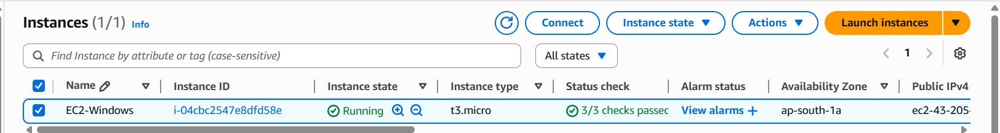 Instances (1/1) Info
Connect
Instance state
Actions
Launch instances
Find Instance by attribute or tag (case-sensitive)
All states
1
Name Instance ID Instance state Instance type Status check Alarm status Availability Zone Public IPv4
EC2-Windows i-04cbc2547e8dfd58e Running t3.micro 3/3 checks passed View alarms + ap-south-1a ec2-43-205-